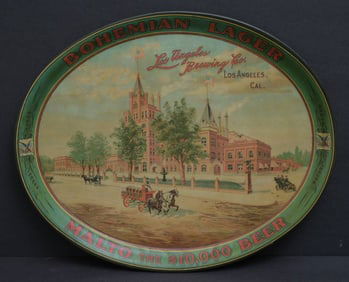 BOHEMIAN LAGER
Los Angeles
Brewing Co.
LOS ANGELES,
CAL.
MALTO THE $10,000 BEER